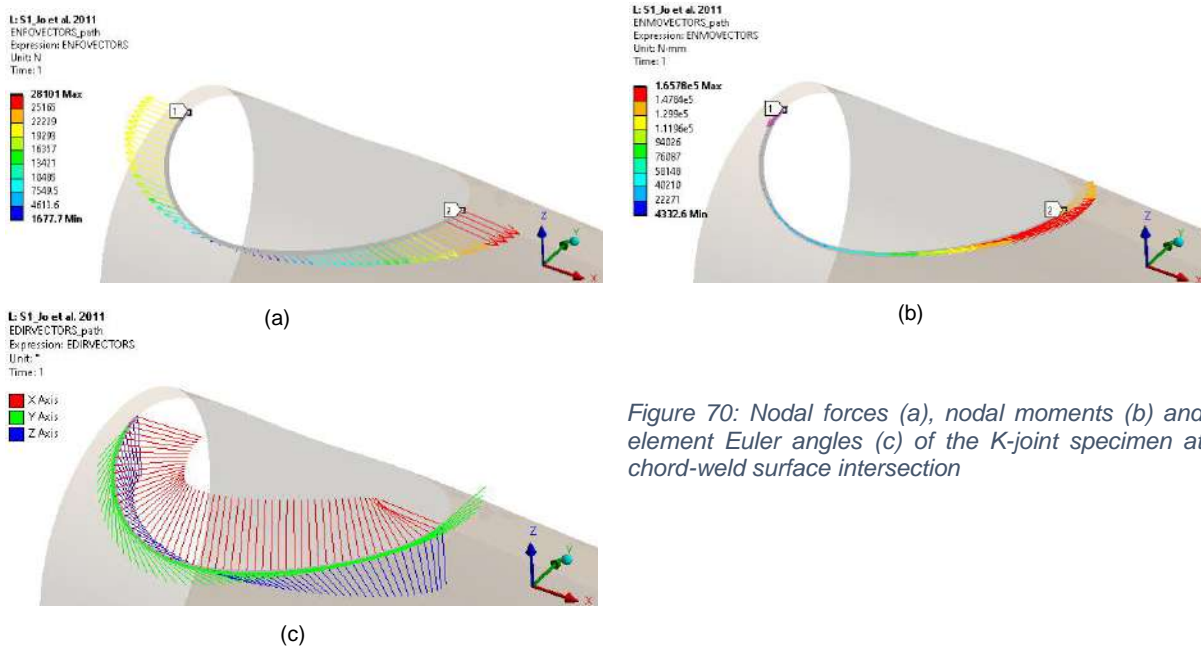 L: S1_Jo et al. 2011
ENFOVECTORS_path
Expression: ENFOVECTORS
Unit: N
Time: 1
28101 Max
25165
22229
19293
16357
13421
10485
7549.5
4611.6
1677.7 Min
1
2
Z
Y
X
(a)
L: S1_Jo et al. 2011
ENMOVECTORS_path
Expression: ENMOVECTORS
Unit: N·mm
Time: 1
1.6578e5 Max
1.4784e5
1.299e5
1.1196e5
94026
76087
58148
40210
22271
4332.6 Min
1
2
Z
Y
X
(b)
L: S1_Jo et al. 2011
EDIRVECTORS_path
Expression: EDIRVECTORS
Unit: °
Time: 1
X Axis
Y Axis
Z Axis
Z
Y
X
(c)
Figure 70: Nodal forces (a), nodal moments (b) and
element Euler angles (c) of the K-joint specimen at
chord-weld surface intersection